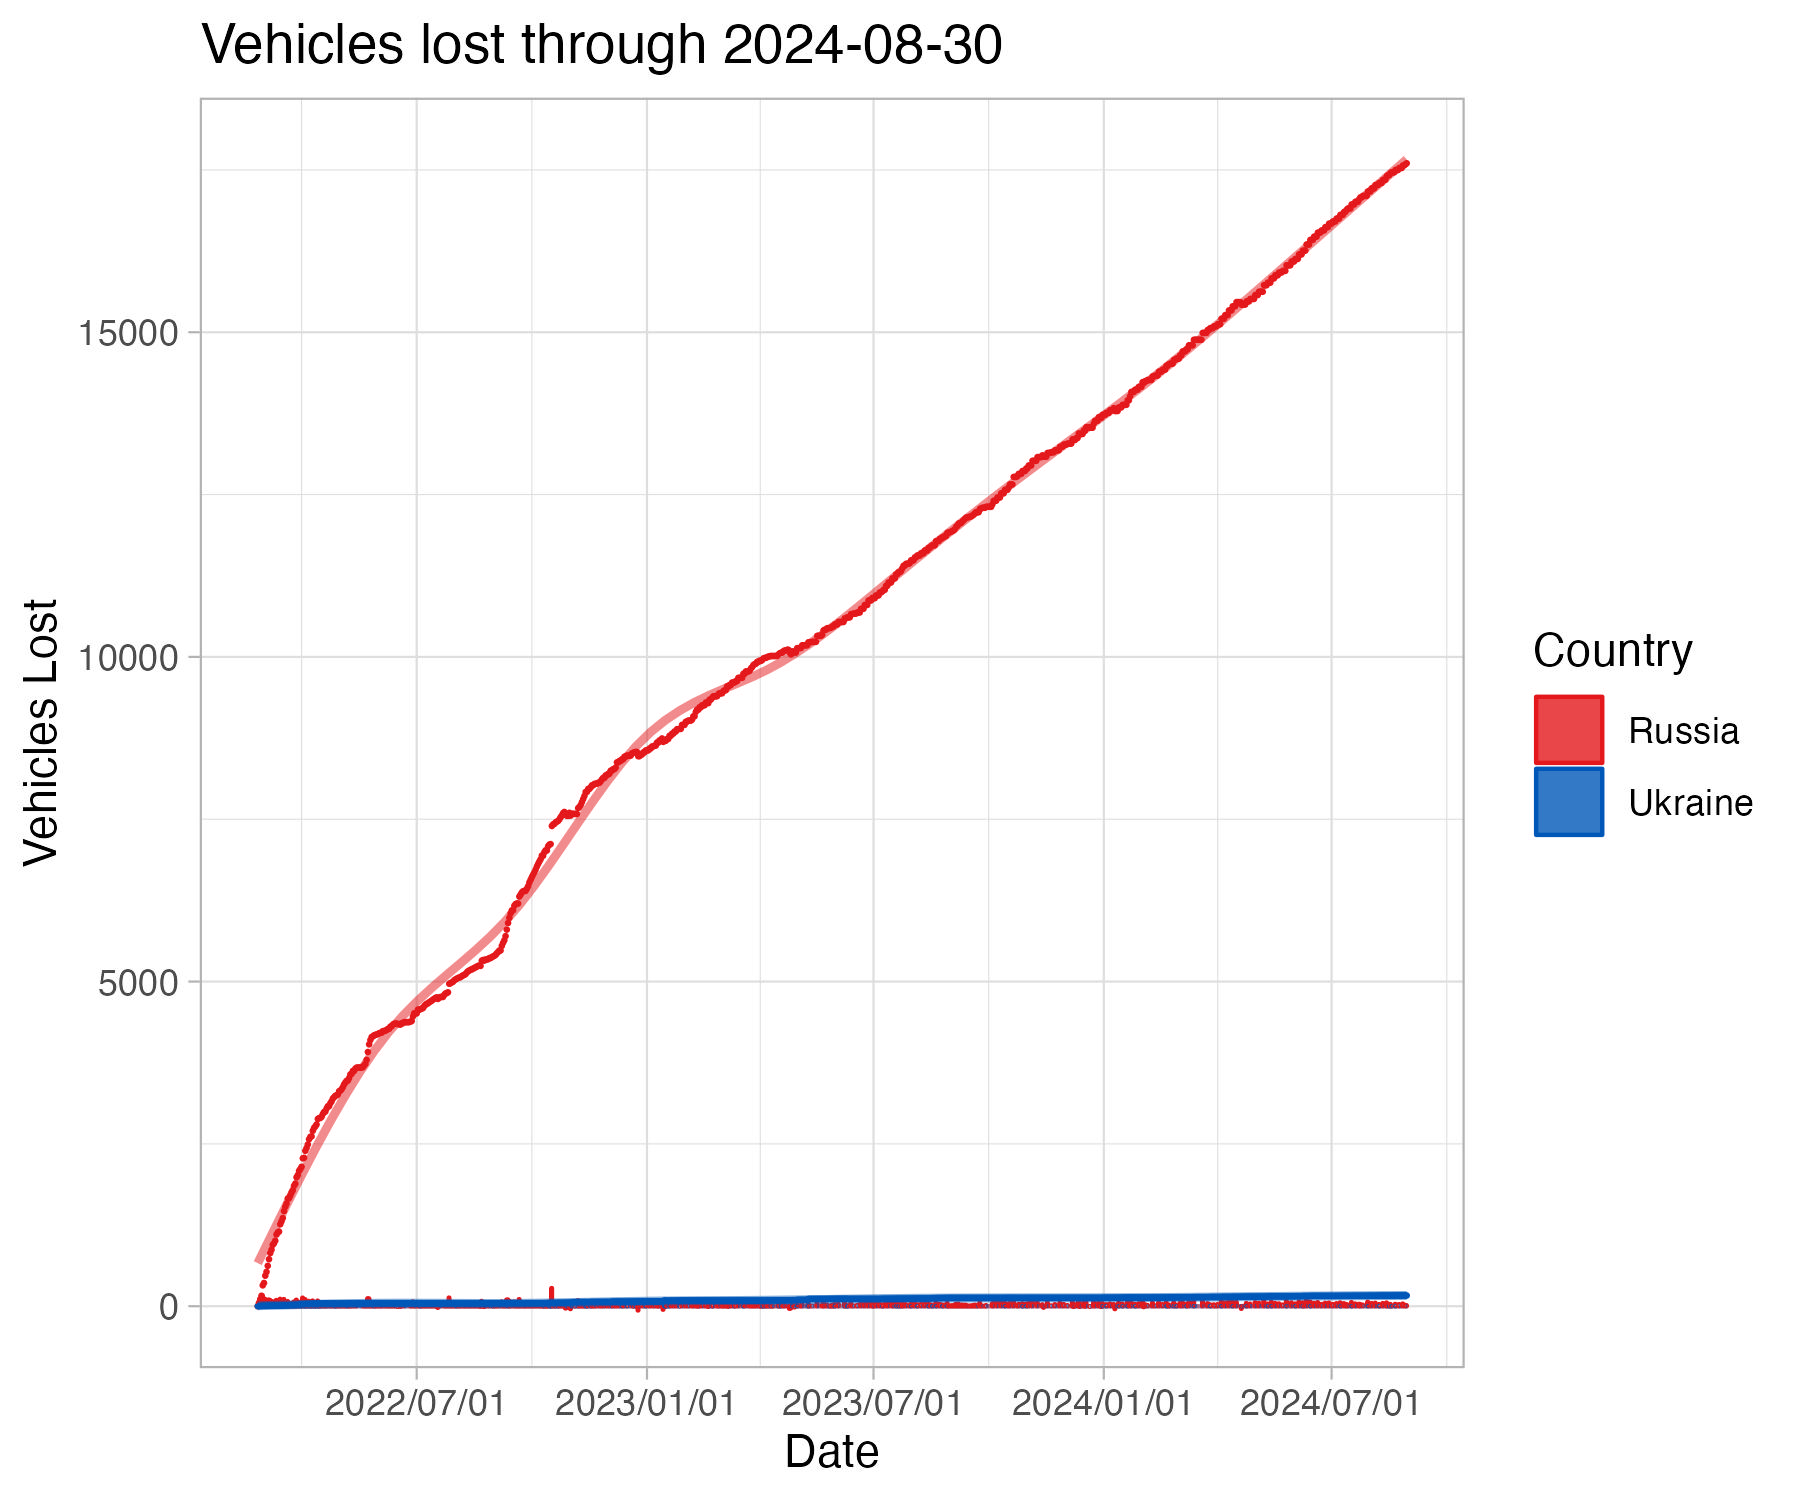 Vehicles lost through 2024-08-30
Vehicles Lost
15000
10000
5000
0
2022/07/01
2023/01/01
2023/07/01
2024/01/01
2024/07/01
Date
Country
Russia
Ukraine